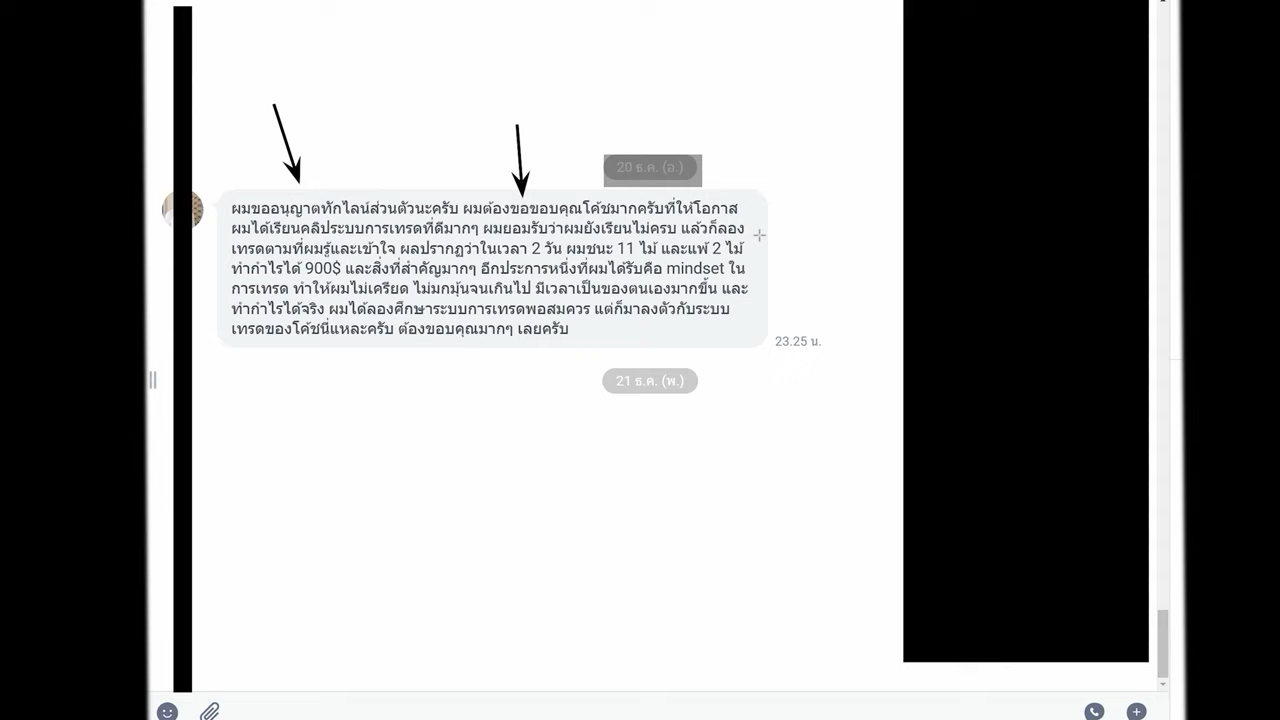 20 ธ.ค. (อ.)
ผมขออนุญาตทักไลน์ส่วนตัวนะครับ ผมต้องขอขอบคุณโค้ชมากครับที่ให้โอกาส
ผมได้เรียนคลิประบบการเทรดที่ดีมากๆ ผมยอมรับว่าผมยังเรียนไม่ครบ แล้วก็ลอง
เทรดตามที่ผมรู้และเข้าใจ ผลปรากฏว่าในเวลา 2 วัน ผมชนะ 11 ไม้ และแพ้ 2 ไม้
ทำกำไรได้ 900$ และสิ่งที่สำคัญมากๆ อีกประการหนึ่งที่ผมได้รับคือ mindset ใน
การเทรด ทำให้ผมไม่เครียด ไม่มกมุ้นจนเกินไป มีเวลาเป็นของตนเองมากขึ้น และ
ทำกำไรได้จริง ผมได้ลองศึกษาระบบการเทรดพอสมควร แต่ก็มาลงตัวกับระบบ
เทรดของโค้ชนี่แหละครับ ต้องขอบคุณมากๆ เลยครับ
23.25 น.
21 ธ.ค. (พ.)